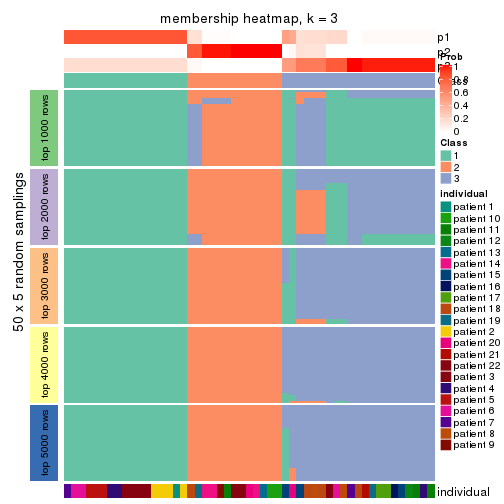 membership heatmap, k = 3
p1
p2
p3
Class
Prob
1
0.8
0.6
0.4
0.2
0
Class
1
2
3
individual
patient 1
patient 10
patient 11
patient 12
patient 13
patient 14
patient 15
patient 16
patient 17
patient 18
patient 19
patient 2
patient 20
patient 21
patient 22
patient 3
patient 4
patient 5
patient 6
patient 7
patient 8
patient 9
50 x 5 random samplings
top 1000 rows
top 2000 rows
top 3000 rows
top 4000 rows
top 5000 rows
individual